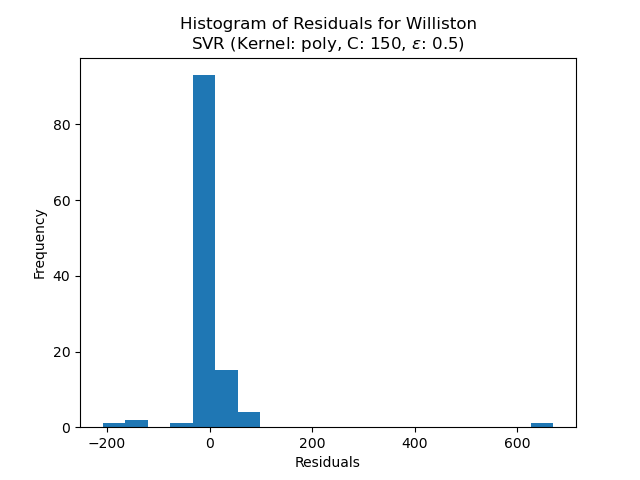 Histogram of Residuals for Williston
SVR (Kernel: poly, C: 150, ε: 0.5)
80
60
40
20
0
Frequency
−200
0
200
400
600
Residuals